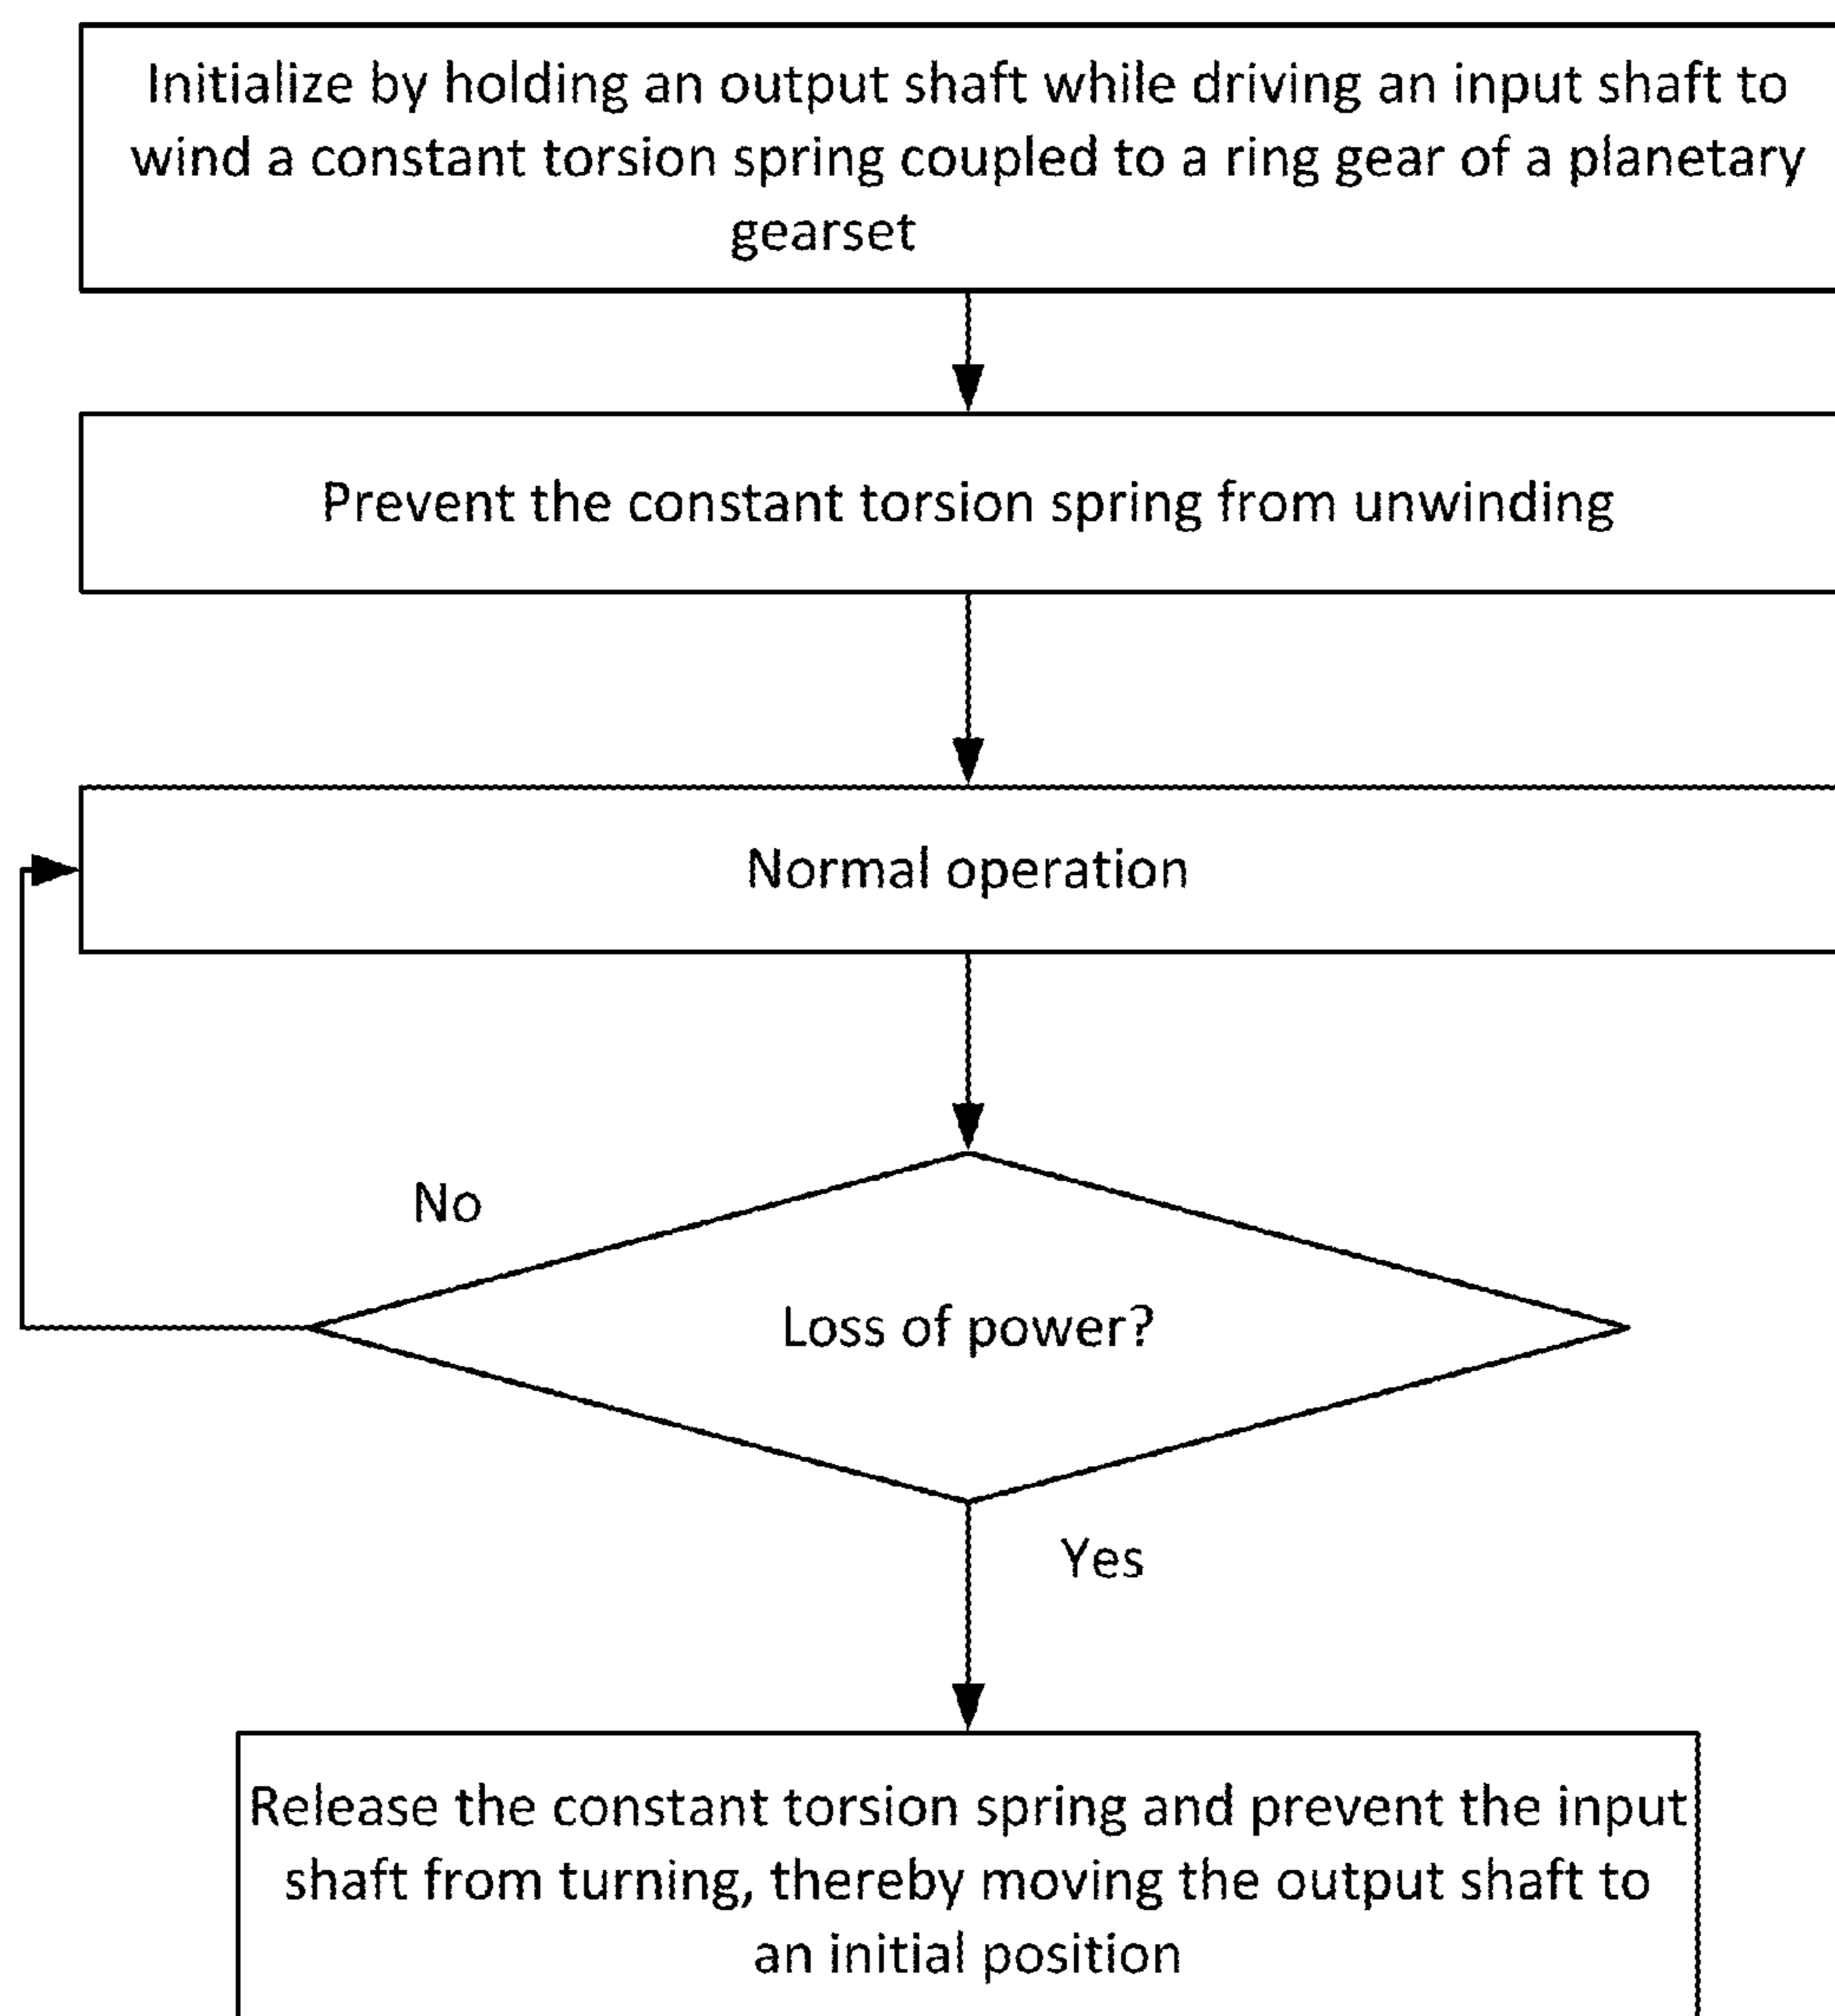 Initialize by holding an output shaft while driving an input shaft to
wind a constant torsion spring coupled to a ring gear of a planetary
gearset
Prevent the constant torsion spring from unwinding
Normal operation
No
Loss of power?
Yes
Release the constant torsion spring and prevent the input
shaft from turning, thereby moving the output shaft to
an initial position